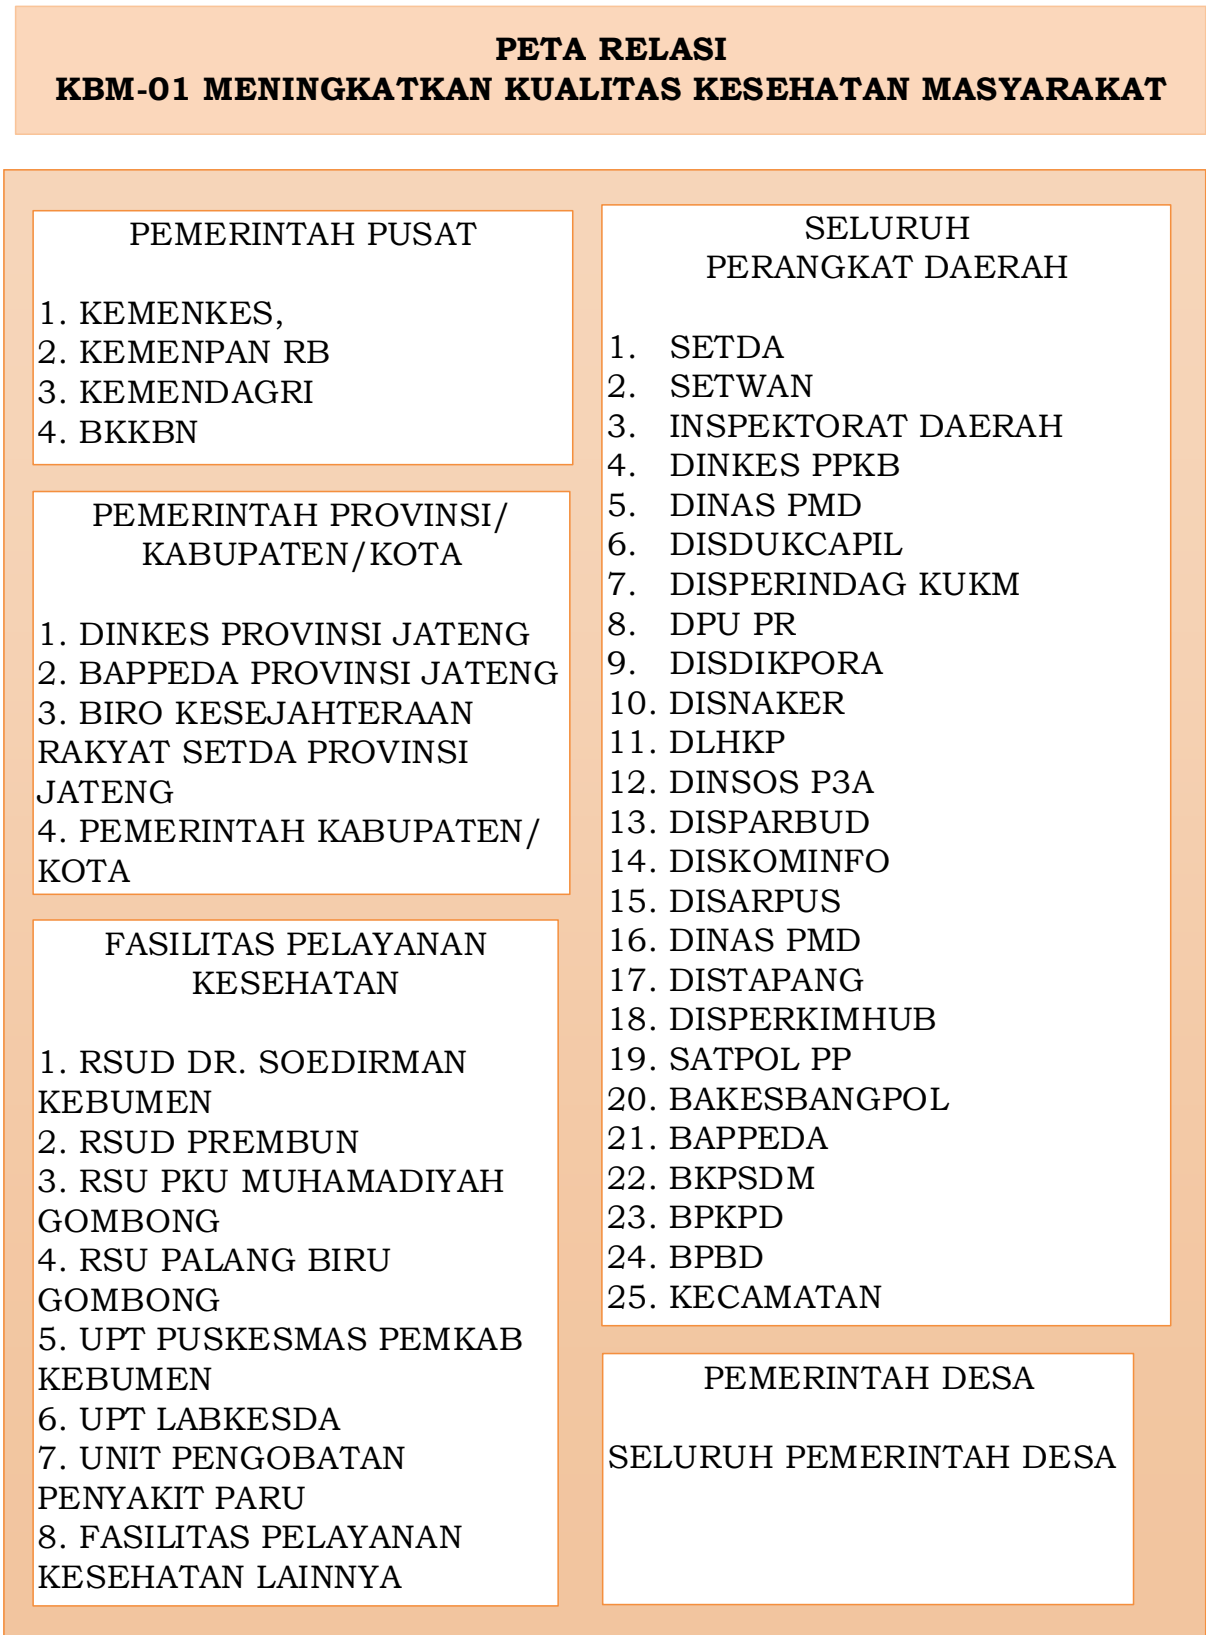 PETA RELASI
KBM-01 MENINGKATKAN KUALITAS KESEHATAN MASYARAKAT
PEMERINTAH PUSAT
1. KEMENKES,
2. KEMENPAN RB
3. KEMENDAGRI
4. BKKBN
PEMERINTAH PROVINSI/
KABUPATEN/KOTA
1. DINKES PROVINSI JATENG
2. BAPPEDA PROVINSI JATENG
3. BIRO KESEJAHTERAAN
RAKYAT SETDA PROVINSI
JATENG
4. PEMERINTAH KABUPATEN/
KOTA
FASILITAS PELAYANAN
KESEHATAN
1. RSUD DR. SOEDIRMAN
KEBUMEN
2. RSUD PREMBUN
3. RSU PKU MUHAMADIYAH
GOMBONG
4. RSU PALANG BIRU
GOMBONG
5. UPT PUSKESMAS PEMKAB
KEBUMEN
6. UPT LABKESDA
7. UNIT PENGOBATAN
PENYAKIT PARU
8. FASILITAS PELAYANAN
KESEHATAN LAINNYA
SELURUH
PERANGKAT DAERAH
1. SETDA
2. SETWAN
3. INSPEKTORAT DAERAH
4. DINKES PPKB
5. DINAS PMD
6. DISDUKCAPIL
7. DISPERINDAG KUKM
8. DPU PR
9. DISDIKPORA
10. DISNAKER
11. DLHKP
12. DINSOS P3A
13. DISPARBUD
14. DISKOMINFO
15. DISARPUS
16. DINAS PMD
17. DISTAPANG
18. DISPERKIMHUB
19. SATPOL PP
20. BAKESBANGPOL
21. BAPPEDA
22. BKPSDM
23. BPKPD
24. BPBD
25. KECAMATAN
PEMERINTAH DESA
SELURUH PEMERINTAH DESA